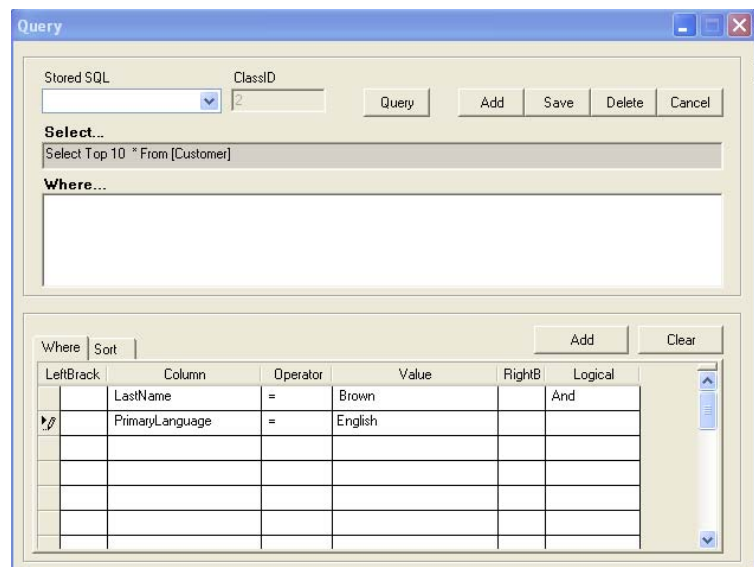 Query
Stored SQL ClassID
2 Query Add Save Delete Cancel
Select...
Select Top 10 * From [Customer]
Where...
Add Clear
Where Sort
LeftBrack Column Operator Value RightB Logical
LastName = Brown And
PrimaryLanguage = English